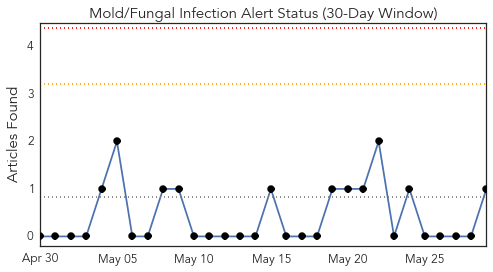 Mold/Fungal Infection Alert Status (30-Day Window)
Articles Found
4
3
2
1
0
Apr 30 May 05 May 10 May 15 May 20 May 25